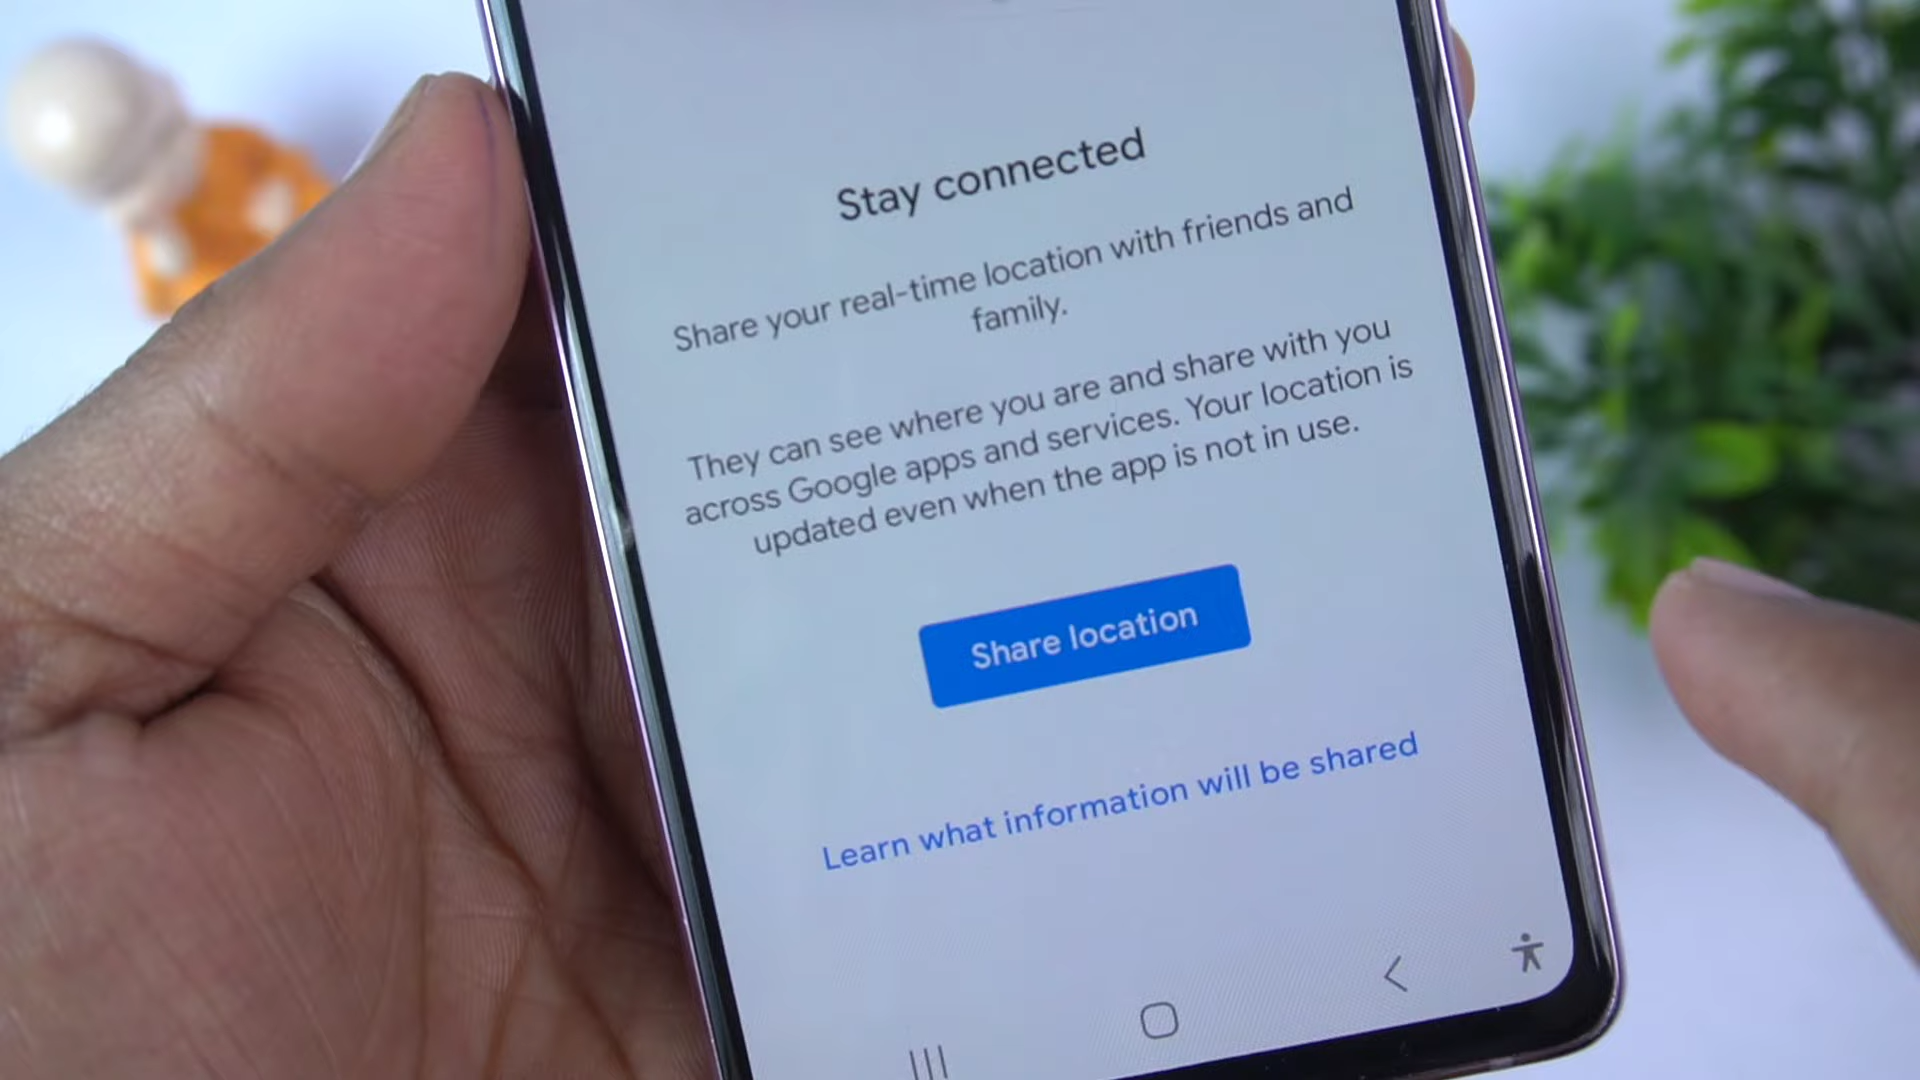 Stay connected
Share your real-time location with friends and
family.
They can see where you are and share with you
across Google apps and services. Your location is
updated even when the app is not in use.
Share location
Learn what information will be shared